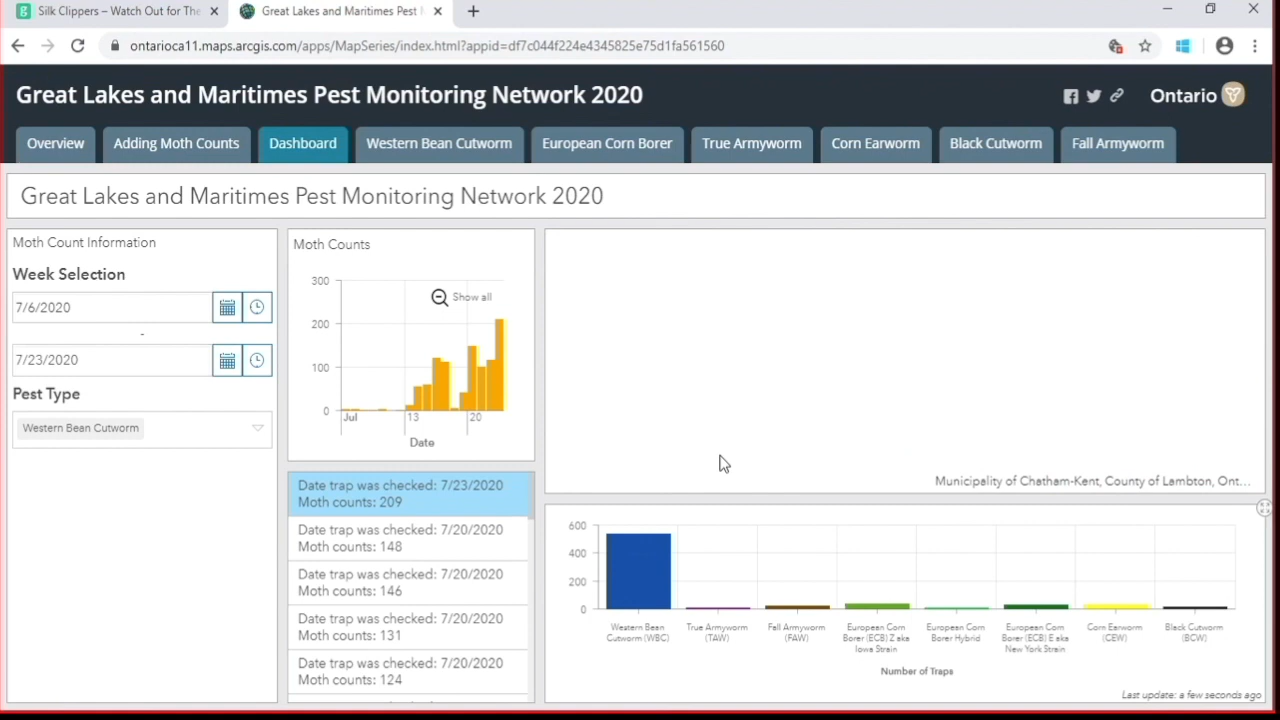 Silk Clippers – Watch Out for The
Great Lakes and Maritimes Pest M
ontarioca11.maps.arcgis.com/apps/MapSeries/index.html?appid=df7c044f224e4345825e75d1fa561560
Great Lakes and Maritimes Pest Monitoring Network 2020
Ontario
Overview
Adding Moth Counts
Dashboard
Western Bean Cutworm
European Corn Borer
True Armyworm
Corn Earworm
Black Cutworm
Fall Armyworm
Great Lakes and Maritimes Pest Monitoring Network 2020
Moth Count Information
Week Selection
7/6/2020
-
7/23/2020
Pest Type
Western Bean Cutworm
Moth Counts
Show all
300
200
100
0
Jul
13
20
Date
Date trap was checked: 7/23/2020
Moth counts: 209
Date trap was checked: 7/20/2020
Moth counts: 148
Date trap was checked: 7/20/2020
Moth counts: 146
Date trap was checked: 7/20/2020
Moth counts: 131
Date trap was checked: 7/20/2020
Moth counts: 124
Municipality of Chatham-Kent, County of Lambton, Ont...
600
400
200
0
Western Bean
Cutworm (WBC)
True Armyworm
(TAW)
Fall Armyworm
(FAW)
European Corn
Borer (ECB) Z aka
Iowa Strain
European Corn
Borer Hybrid
European Corn
Borer (ECB) E aka
New York Strain
Corn Earworm
(CEW)
Black Cutworm
(BCW)
Number of Traps
Last update: a few seconds ago